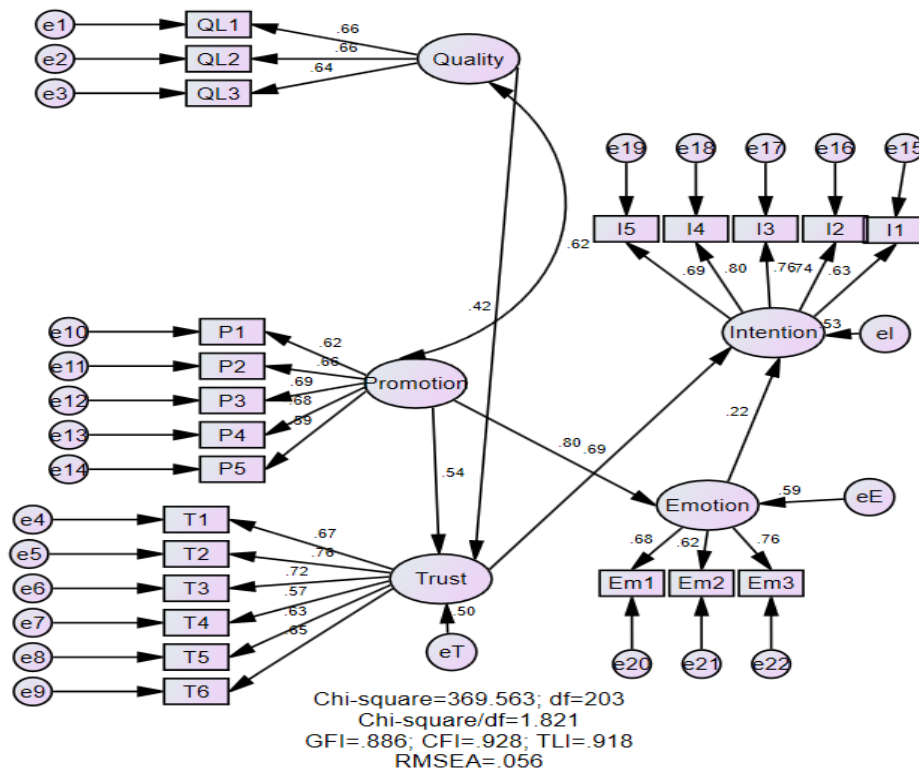 e1
QL1
.66
e2
QL2
.66
Quality
e3
QL3
.64
e19
e18
e17
e16
e15
I5
I4
I3
I2
I1
.62
.69
.80
.76
.74
.63
.42
e10
P1
.62
Intention
.53
eI
e11
P2
.66
Promotion
e12
P3
.69
e13
P4
.68
e14
P5
.59
.22
.80
.69
.54
.59
eE
Emotion
e4
T1
.67
e5
T2
.76
.68
.62
.76
e6
T3
.72
Trust
Em1
Em2
Em3
e7
T4
.57
.50
e8
T5
.63
eT
e20
e21
e22
e9
T6
.65
Chi-square=369.563; df=203
Chi-square/df=1.821
GFI=.886; CFI=.928; TLI=.918
RMSEA=.056